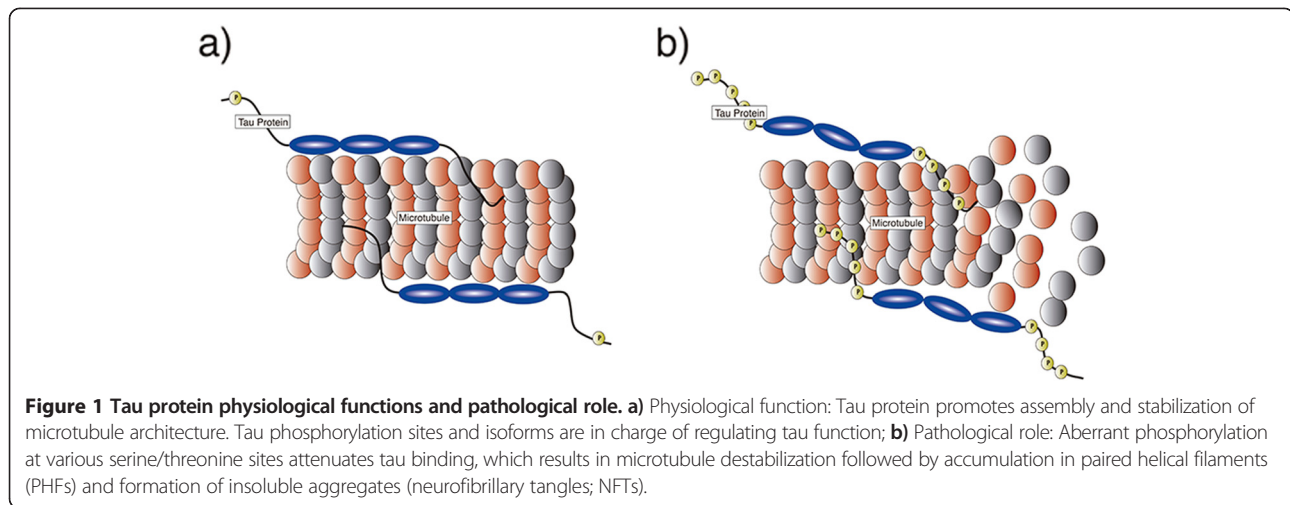 a)
b)
P
Tau Protein
Microtubule
P
P
P
P
P
Tau Protein
P
P
P
P
P
Microtubule
P
P
P
P
P
P
P
P
P
P
Figure 1 Tau protein physiological functions and pathological role. a) Physiological function: Tau protein promotes assembly and stabilization of
microtubule architecture. Tau phosphorylation sites and isoforms are in charge of regulating tau function; b) Pathological role: Aberrant phosphorylation
at various serine/threonine sites attenuates tau binding, which results in microtubule destabilization followed by accumulation in paired helical filaments
(PHFs) and formation of insoluble aggregates (neurofibrillary tangles; NFTs).